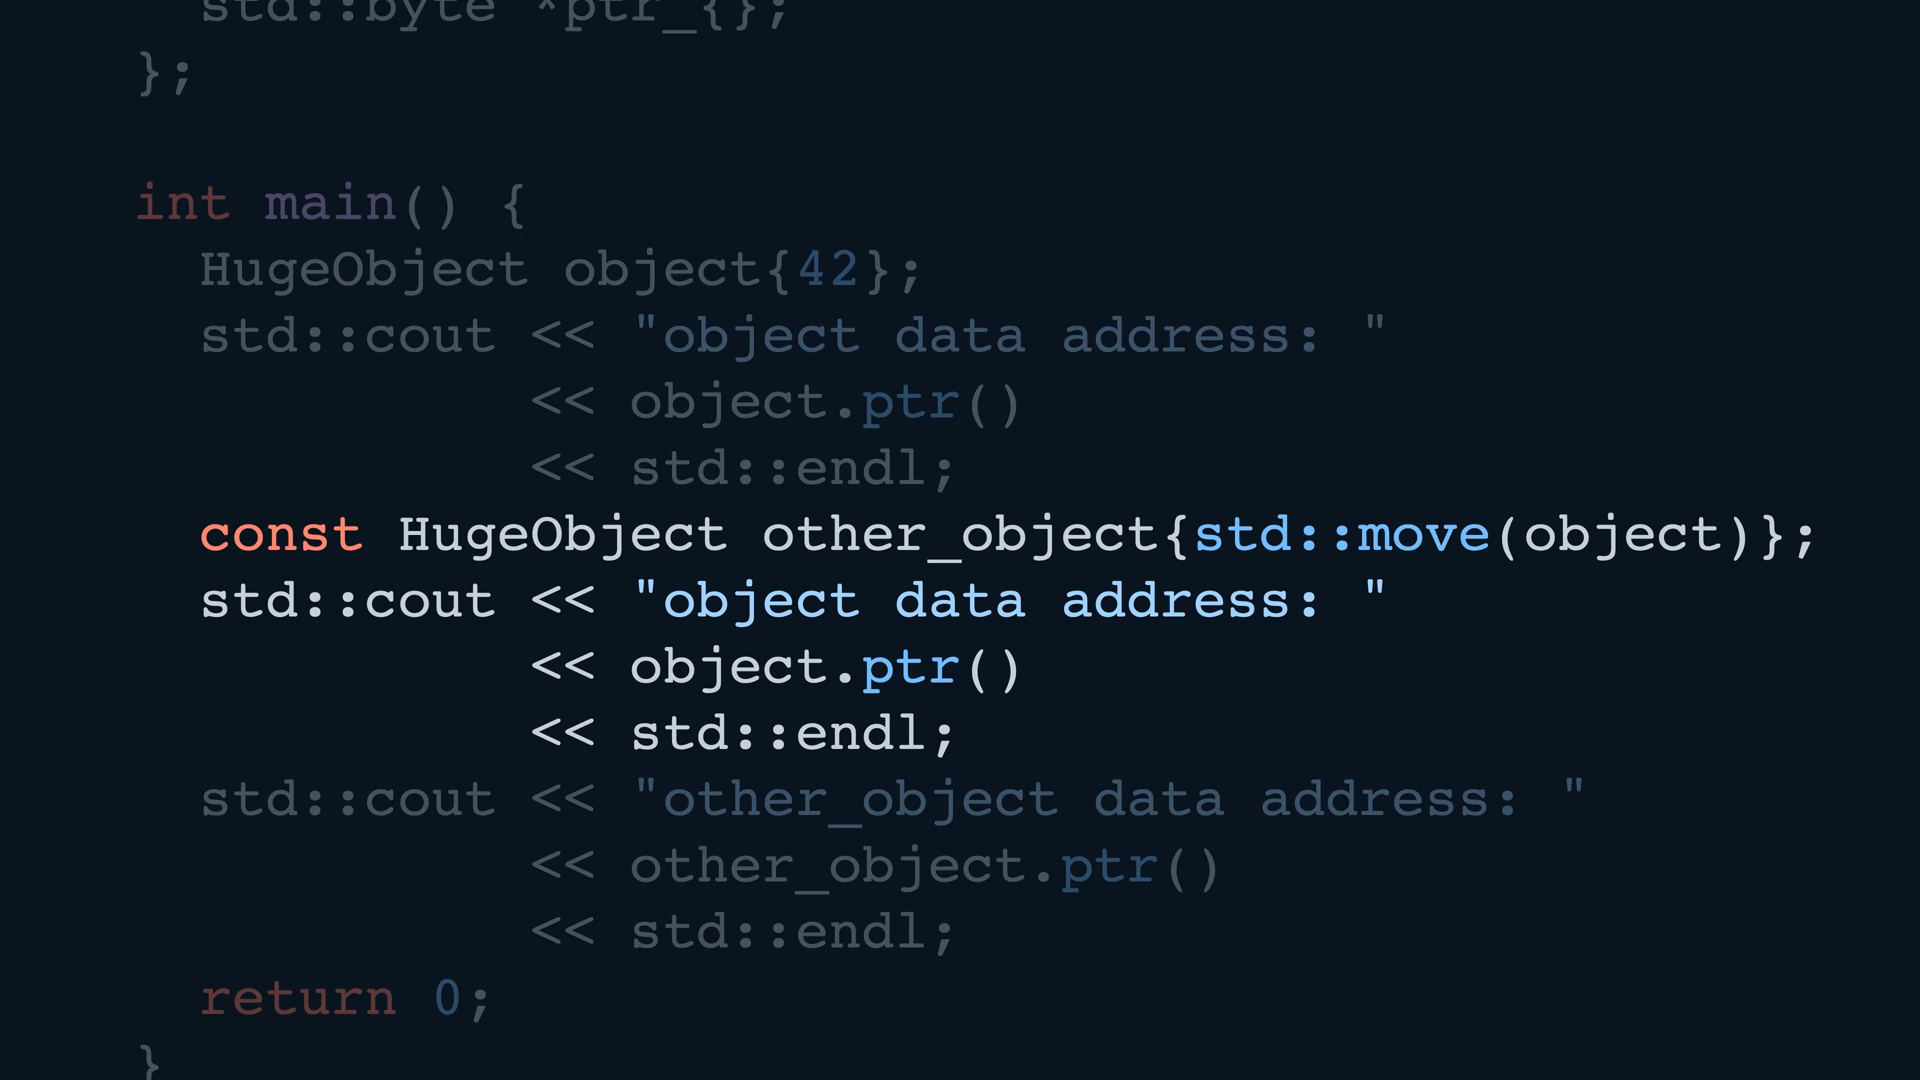 std::byte *ptr_{};
};
int main() {
HugeObject object{42};
std::cout << "object data address: "
<< object.ptr()
<< std::endl;
const HugeObject other_object{std::move(object)};
std::cout << "object data address: "
<< object.ptr()
<< std::endl;
std::cout << "other_object data address: "
<< other_object.ptr()
<< std::endl;
return 0;
}